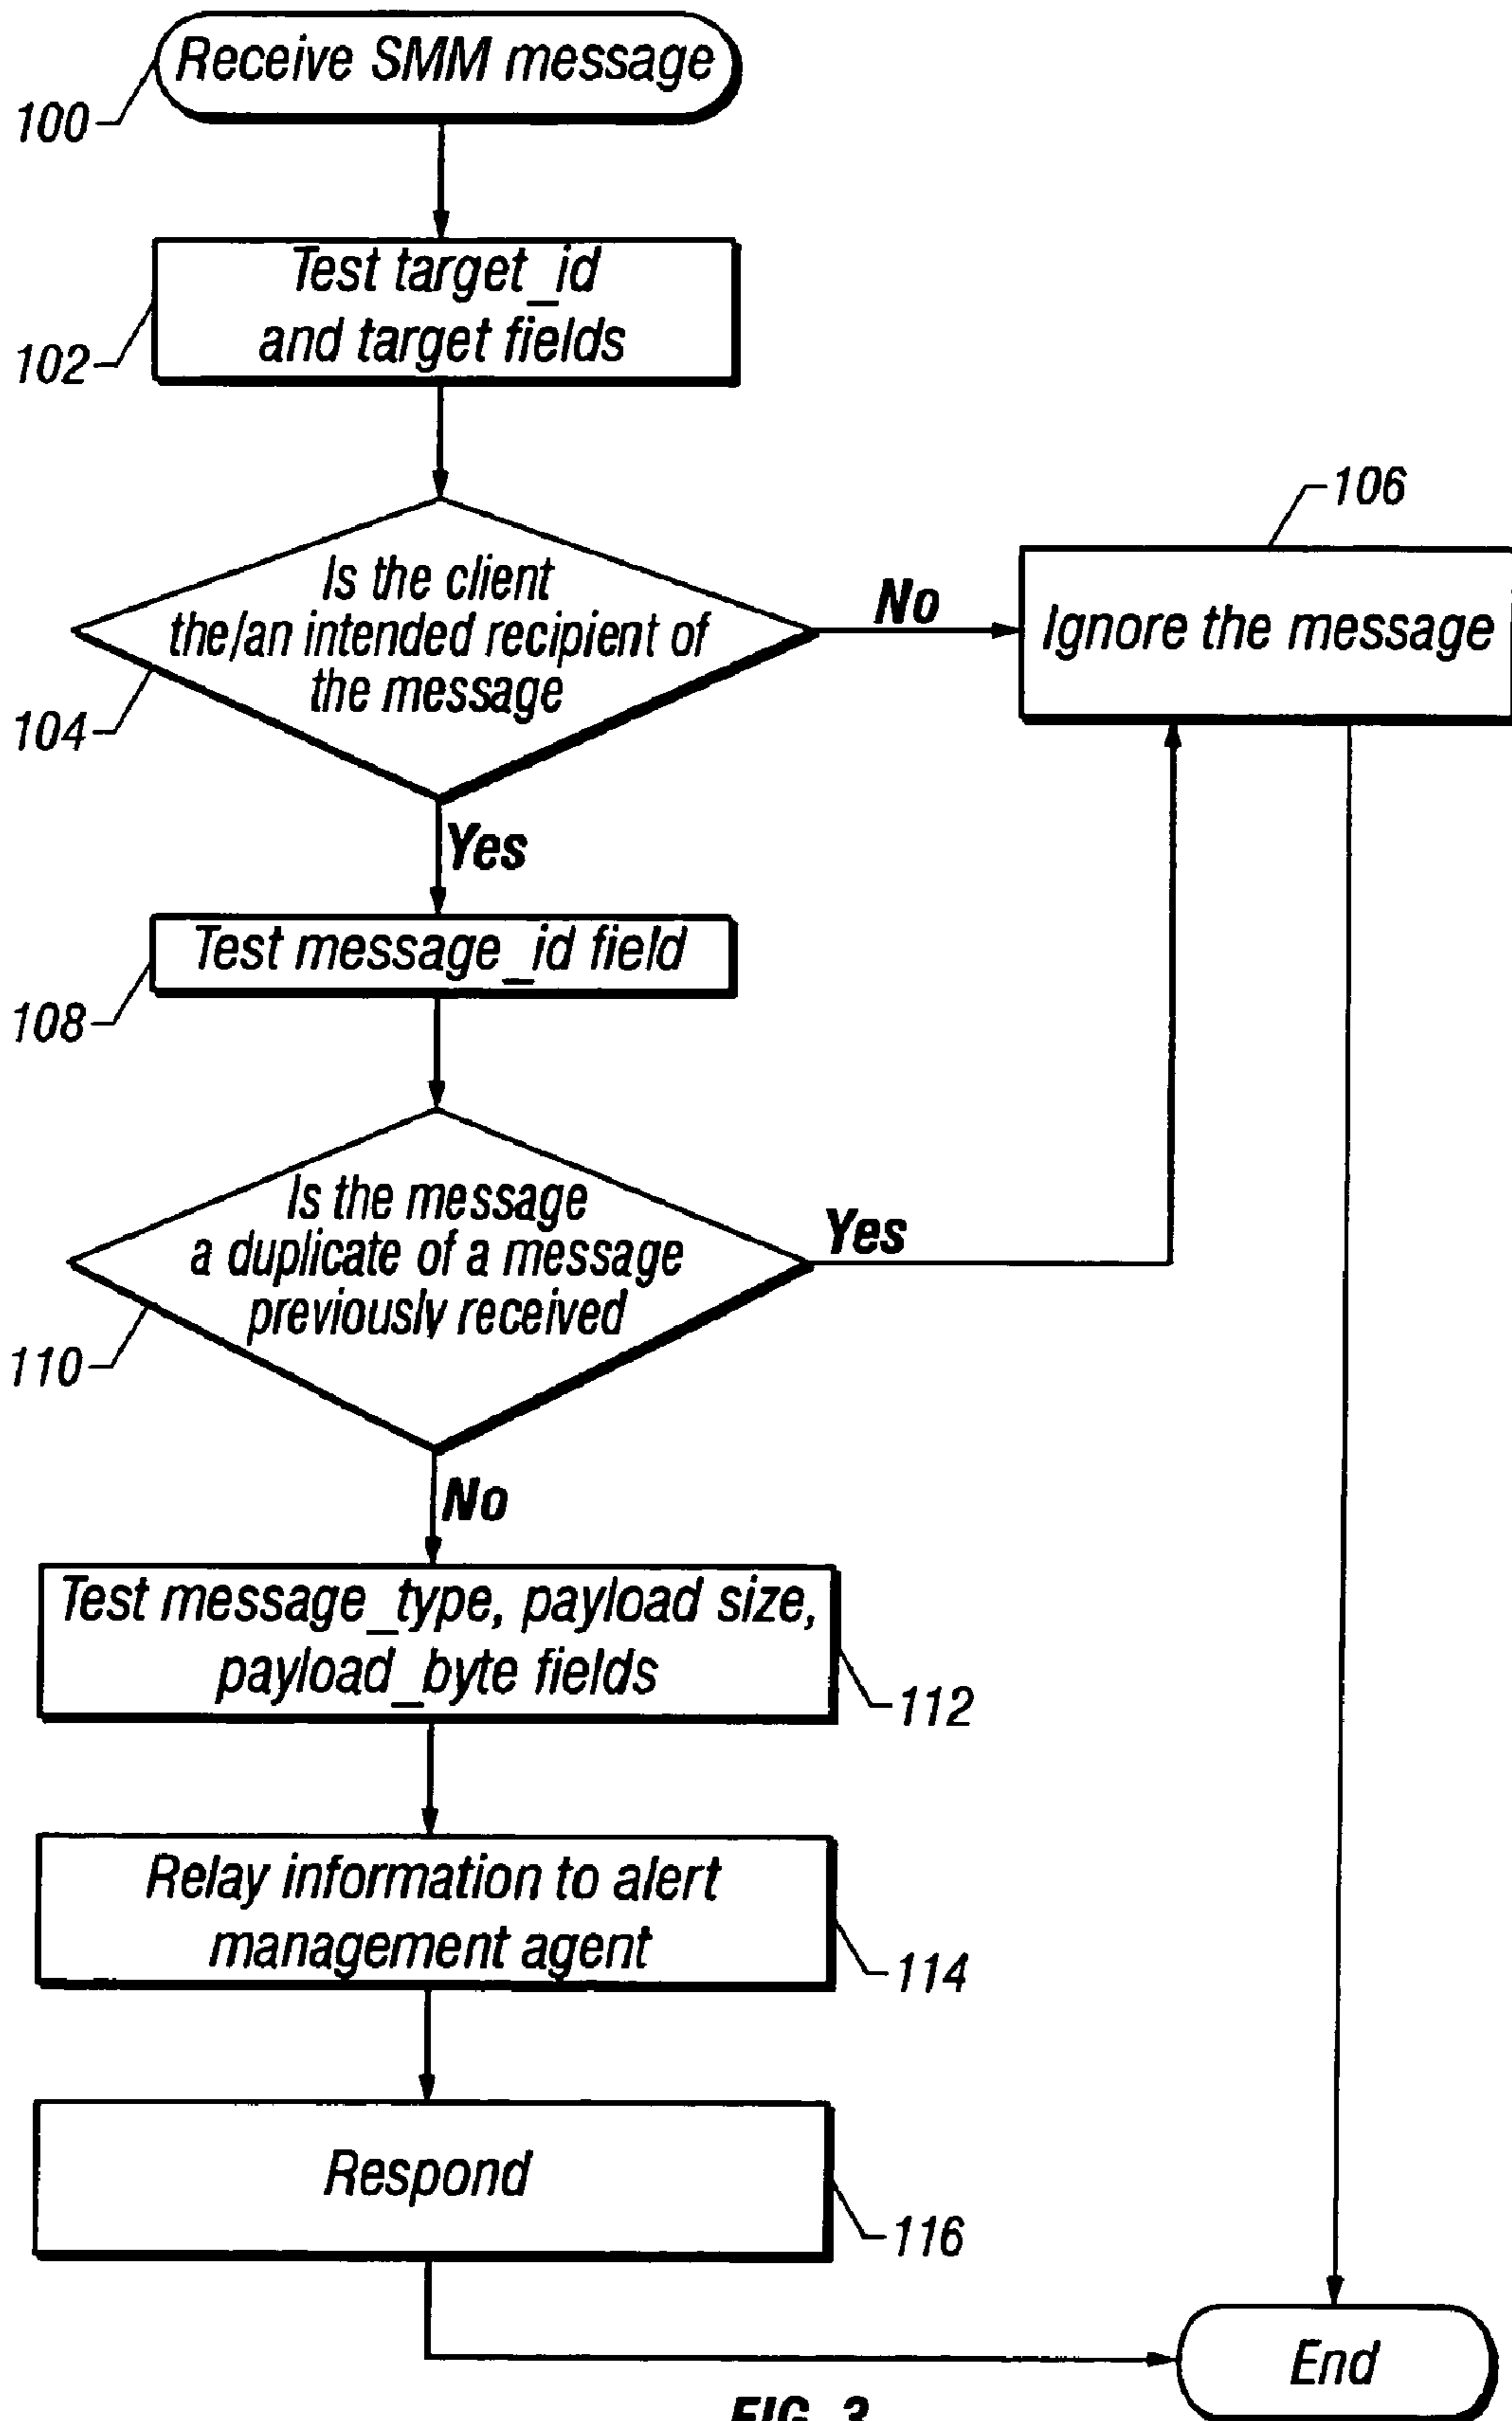 Receive SMM message
100
Test target_id
and target fields
102
106
Is the client
the/an intended recipient of
the message
No
Ignore the message
104
Yes
Test message_id field
108
Is the message
a duplicate of a message
previously received
Yes
110
No
Test message_type, payload size,
payload_byte fields
112
Relay information to alert
management agent
114
Respond
116
End
FIG. 3